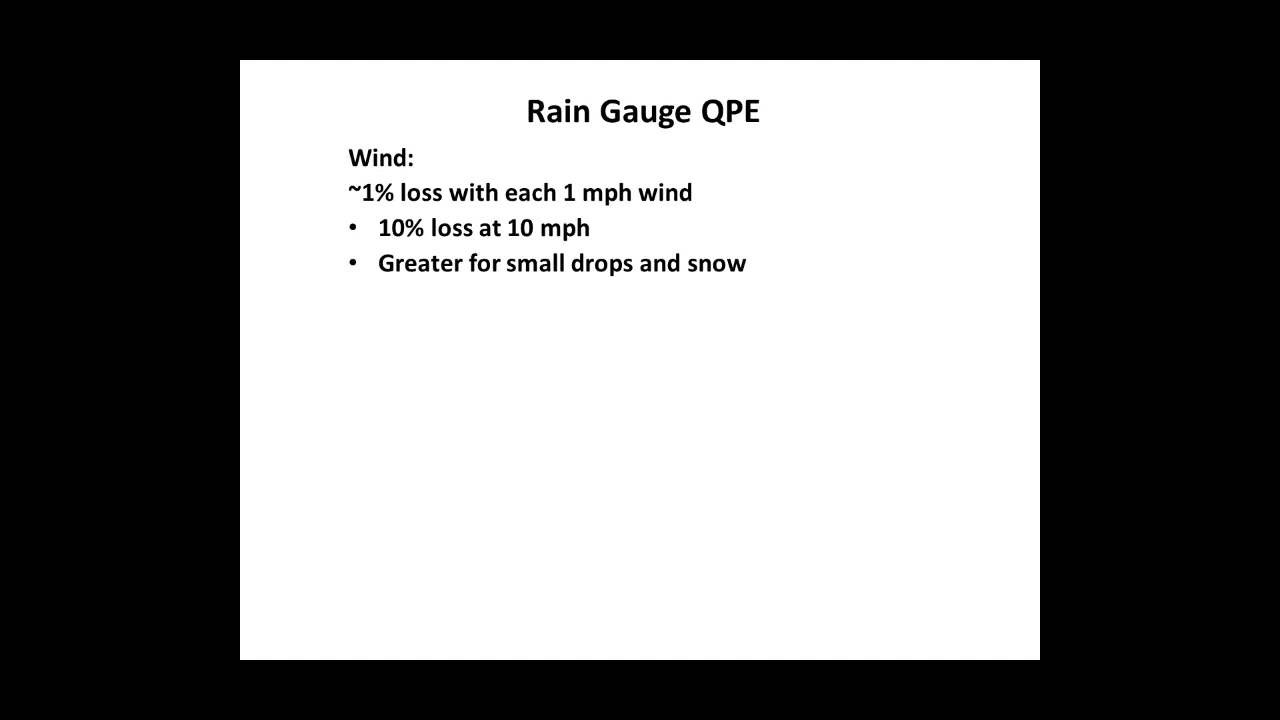 Rain Gauge QPE
Wind:
~1% loss with each 1 mph wind
• 10% loss at 10 mph
• Greater for small drops and snow